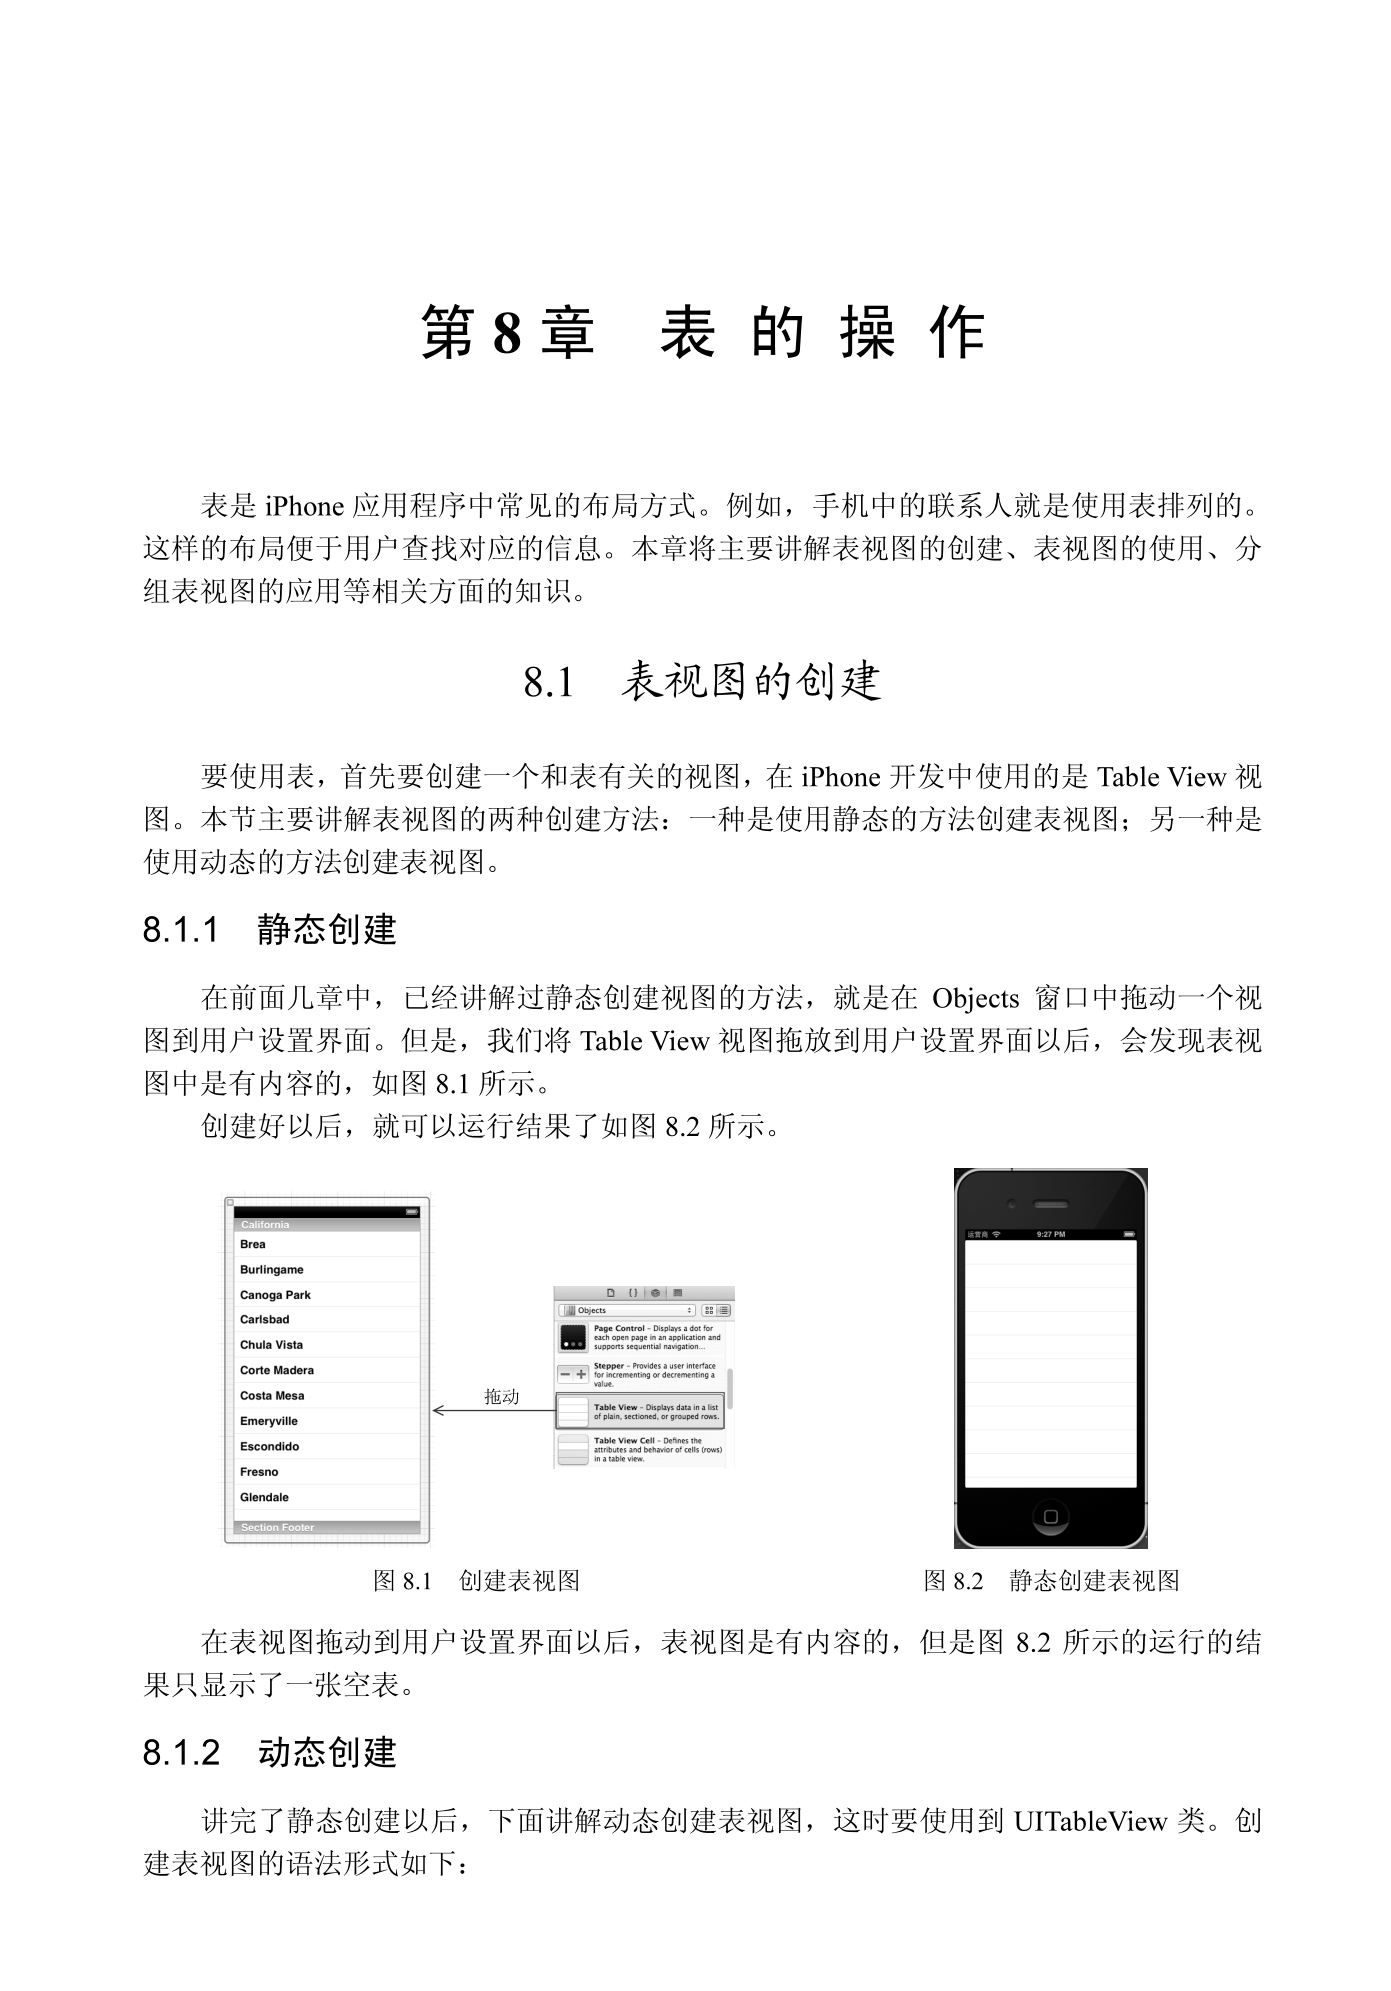 第 8 章　表 的 操 作
表是 iPhone 应用程序中常见的布局方式。例如，手机中的联系人就是使用表排列的。
这样的布局便于用户查找对应的信息。本章将主要讲解表视图的创建、表视图的使用、分
组表视图的应用等相关方面的知识。
8.1　表视图的创建
要使用表，首先要创建一个和表有关的视图，在 iPhone 开发中使用的是 Table View 视
图。本节主要讲解表视图的两种创建方法：一种是使用静态的方法创建表视图；另一种是
使用动态的方法创建表视图。
8.1.1　静态创建
在前面几章中，已经讲解过静态创建视图的方法，就是在 Objects 窗口中拖动一个视
图到用户设置界面。但是，我们将 Table View 视图拖放到用户设置界面以后，会发现表视
图中是有内容的，如图 8.1 所示。
创建好以后，就可以运行结果了如图 8.2 所示。
California
Brea
Burlingame
Canoga Park
Carlsbad
Chula Vista
Corte Madera
Costa Mesa
Emeryville
Escondido
Fresno
Glendale
Section Footer
拖动
{}
Objects
Page Control – Displays a dot for
each open page in an application and
supports sequential navigation...
Stepper – Provides a user interface
for incrementing or decrementing a
value.
Table View – Displays data in a list
of plain, sectioned, or grouped rows.
Table View Cell – Defines the
attributes and behavior of cells (rows)
in a table view.
运营商 9:27 PM
图 8.1　创建表视图
图 8.2　静态创建表视图
在表视图拖动到用户设置界面以后，表视图是有内容的，但是图 8.2 所示的运行的结
果只显示了一张空表。
8.1.2　动态创建
讲完了静态创建以后，下面讲解动态创建表视图，这时要使用到 UITableView 类。创
建表视图的语法形式如下：